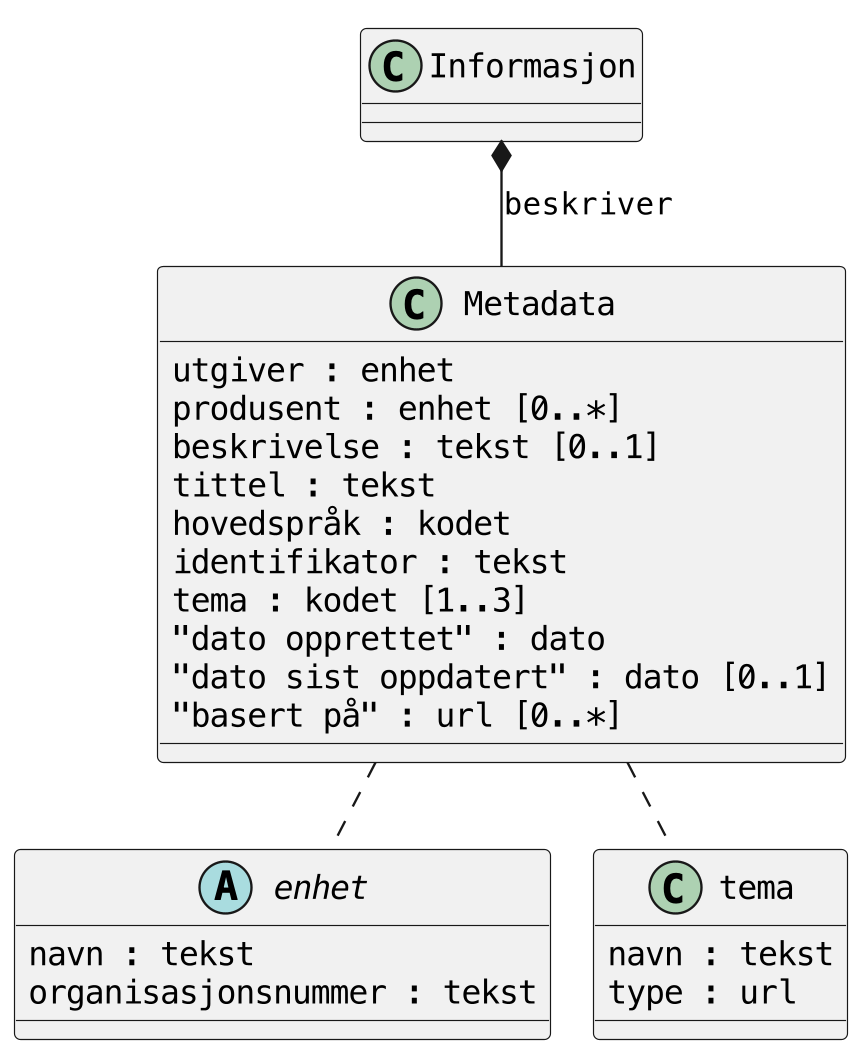 C Informasjon
beskriver
C Metadata
utgiver : enhet
produsent : enhet [0..*]
beskrivelse : tekst [0..1]
tittel : tekst
hovedspråk : kodet
identifikator : tekst
tema : kodet [1..3]
"dato opprettet" : dato
"dato sist oppdatert" : dato [0..1]
"basert på" : url [0..*]
A enhet
navn : tekst
organisasjonsnummer : tekst
C tema
navn : tekst
type : url